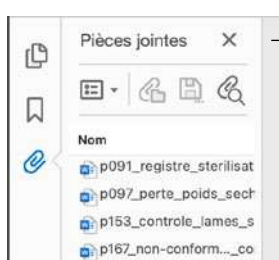 Pièces jointes
Nom
p091_registre_sterilisat
p097_perte_poids_sech
p153_controle_lames_s
p167_non-conform..._co